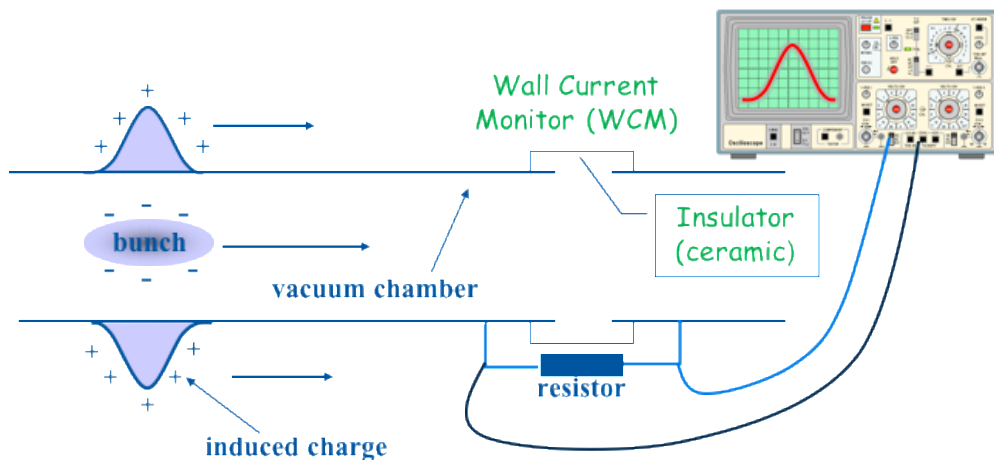 Wall Current
Monitor (WCM)
Insulator
(ceramic)
bunch
vacuum chamber
resistor
induced charge
Oscilloscope